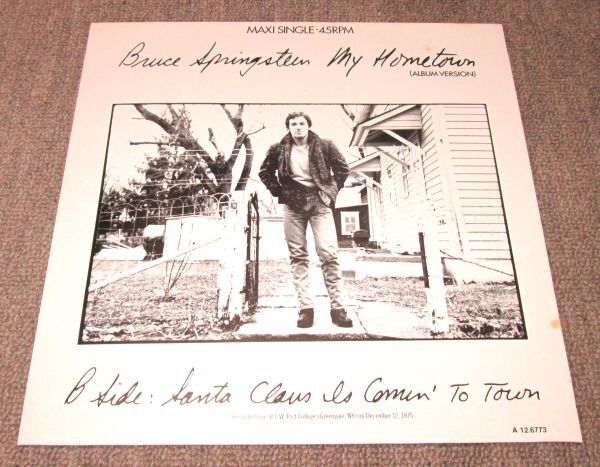 MAXI SINGLE-45RPM
Bruce Springsteen My Hometown
(ALBUM VERSION)
B Side: Santa Claus Is Comin' To Town
Recorded Live at C.W. Post College (Greenvale, NY) on December 12, 1975.
A 12.6773